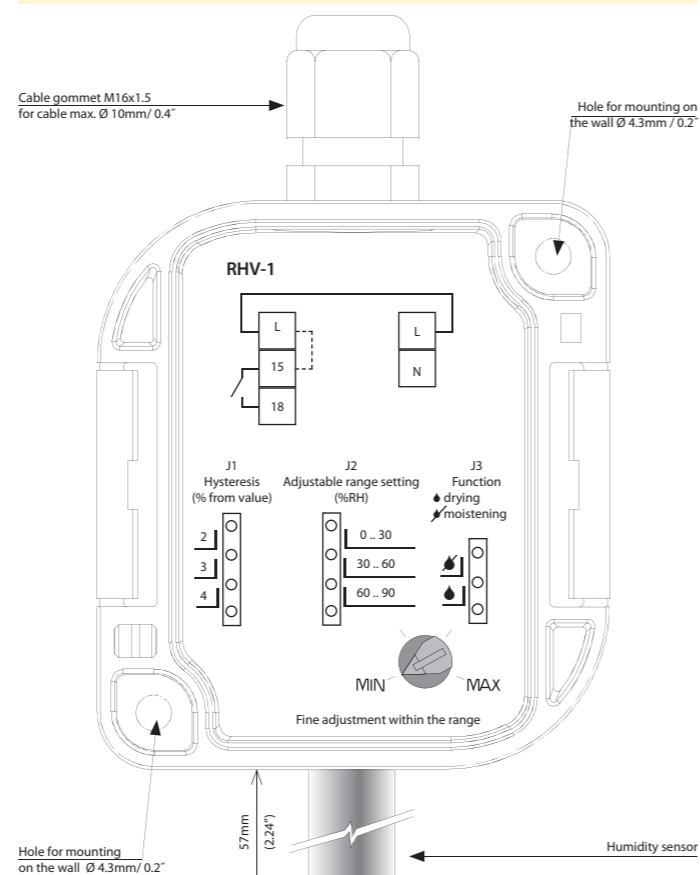 Cable gommet M16x1.5
for cable max. Ø 10mm/ 0.4˝
Hole for mounting on
the wall Ø 4.3mm / 0.2˝
RHV-1
L
15
18
L
N
J1
Hysteresis
(% from value)
2
3
4
J2
Adjustable range setting
(%RH)
0 .. 30
30 .. 60
60 .. 90
J3
Function
drying
moistening
MIN
MAX
Fine adjustment within the range
57mm
(2.24")
Hole for mounting
on the wall Ø 4.3mm/ 0.2˝
Humidity sensor